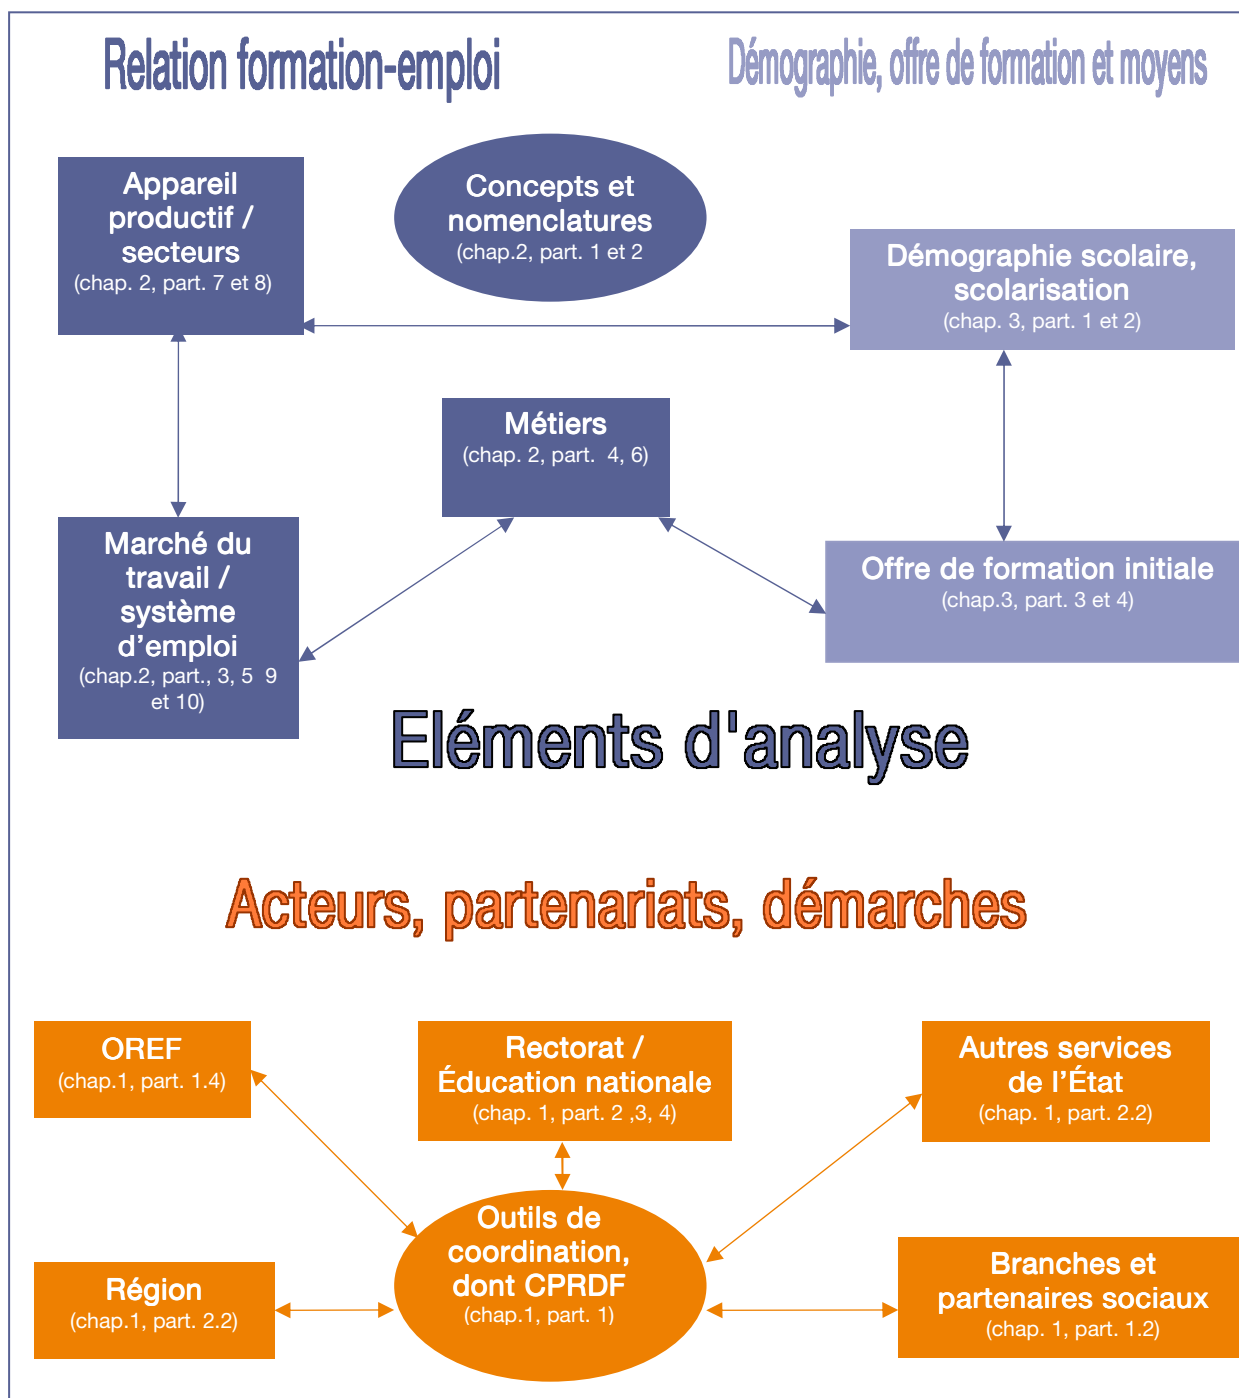 Relation formation-emploi
Démographie, offre de formation et moyens
Appareil
productif /
secteurs
(chap. 2, part. 7 et 8)
Concepts et
nomenclatures
(chap.2, part. 1 et 2
Démographie scolaire,
scolarisation
(chap. 3, part. 1 et 2)
Métiers
(chap. 2, part.  4, 6)
Marché du
travail /
système
d’emploi
(chap.2, part., 3, 5  9
et 10)
Offre de formation initiale
(chap.3, part. 3 et 4)
Eléments d'analyse
Acteurs, partenariats, démarches
OREF
(chap.1, part. 1.4)
Rectorat /
Éducation nationale
(chap. 1, part. 2 ,3, 4)
Autres services
de l’État
(chap. 1, part. 2.2)
Outils de
coordination,
dont CPRDF
(chap.1, part. 1)
Région
(chap.1, part. 2.2)
Branches et
partenaires sociaux
(chap. 1, part. 1.2)